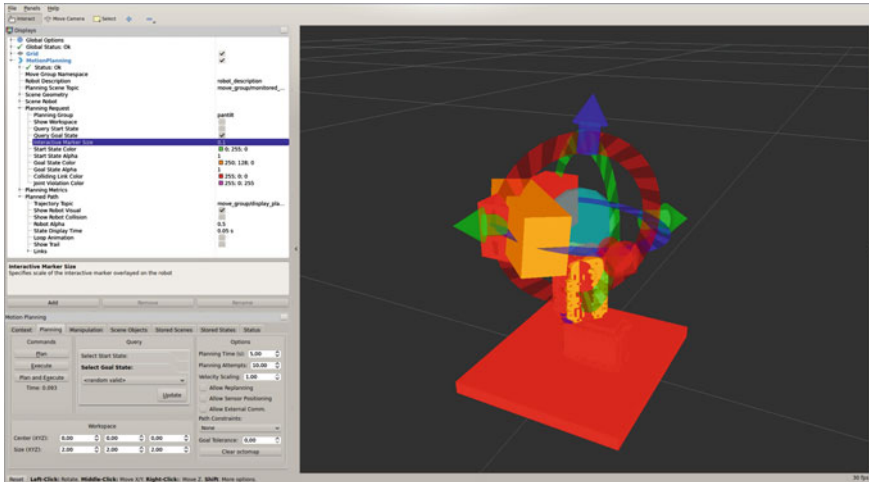 File Panels Help
Interact Move Camera Select
Displays
Global Options
Global Status: Ok
Grid
MotionPlanning
Status: Ok
Move Group Namespace
Robot Description robot_description
Planning Scene Topic move_group/monitored_...
Scene Geometry
Scene Robot
Planning Request
Planning Group pantilt
Show Workspace
Query Start State
Query Goal State
Interactive Marker Size 0.1
Start State Color 0; 255; 0
Start State Alpha 1
Goal State Color 250; 128; 0
Goal State Alpha 1
Colliding Link Color 255; 0; 0
Joint Violation Color 255; 0; 255
Planning Metrics
Planned Path
Trajectory Topic move_group/display_pla...
Show Robot Visual
Show Robot Collision
Robot Alpha 0.5
State Display Time 0.05 s
Loop Animation
Show Trail
Links
Interactive Marker Size
Specifies scale of the interactive marker overlayed on the robot
Add Remove Rename
Motion Planning
Context Planning Manipulation Scene Objects Stored Scenes Stored States Status
Commands Query Options
Plan Select Start State: Planning Time (s): 5.00
Execute Select Goal State: Planning Attempts: 10.00
Plan and Execute <random valid> Velocity Scaling: 1.00
Time: 0.093 Update Allow Replanning
Allow Sensor Positioning
Allow External Comm.
Workspace Path Constraints:
None
Center (XYZ): 0.00 0.00 0.00 Goal Tolerance: 0.00
Size (XYZ): 2.00 2.00 2.00 Clear octomap
Reset Left-Click: Rotate. Middle-Click: Move X/Y. Right-Click: Move Z. Shift: More options. 30 fps